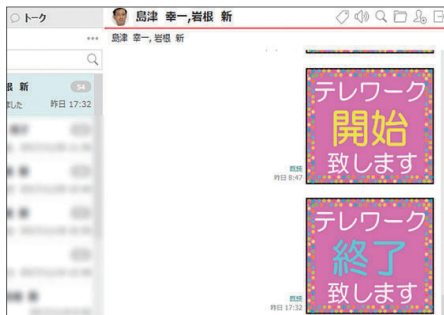 トーク
島津 幸一,岩根 新
島津 幸一,岩根 新
根 新
54
ました
昨日 17:32
テレワーク
開始
致します
既読
昨日 8:47
テレワーク
終了
致します
既読
昨日 17:32